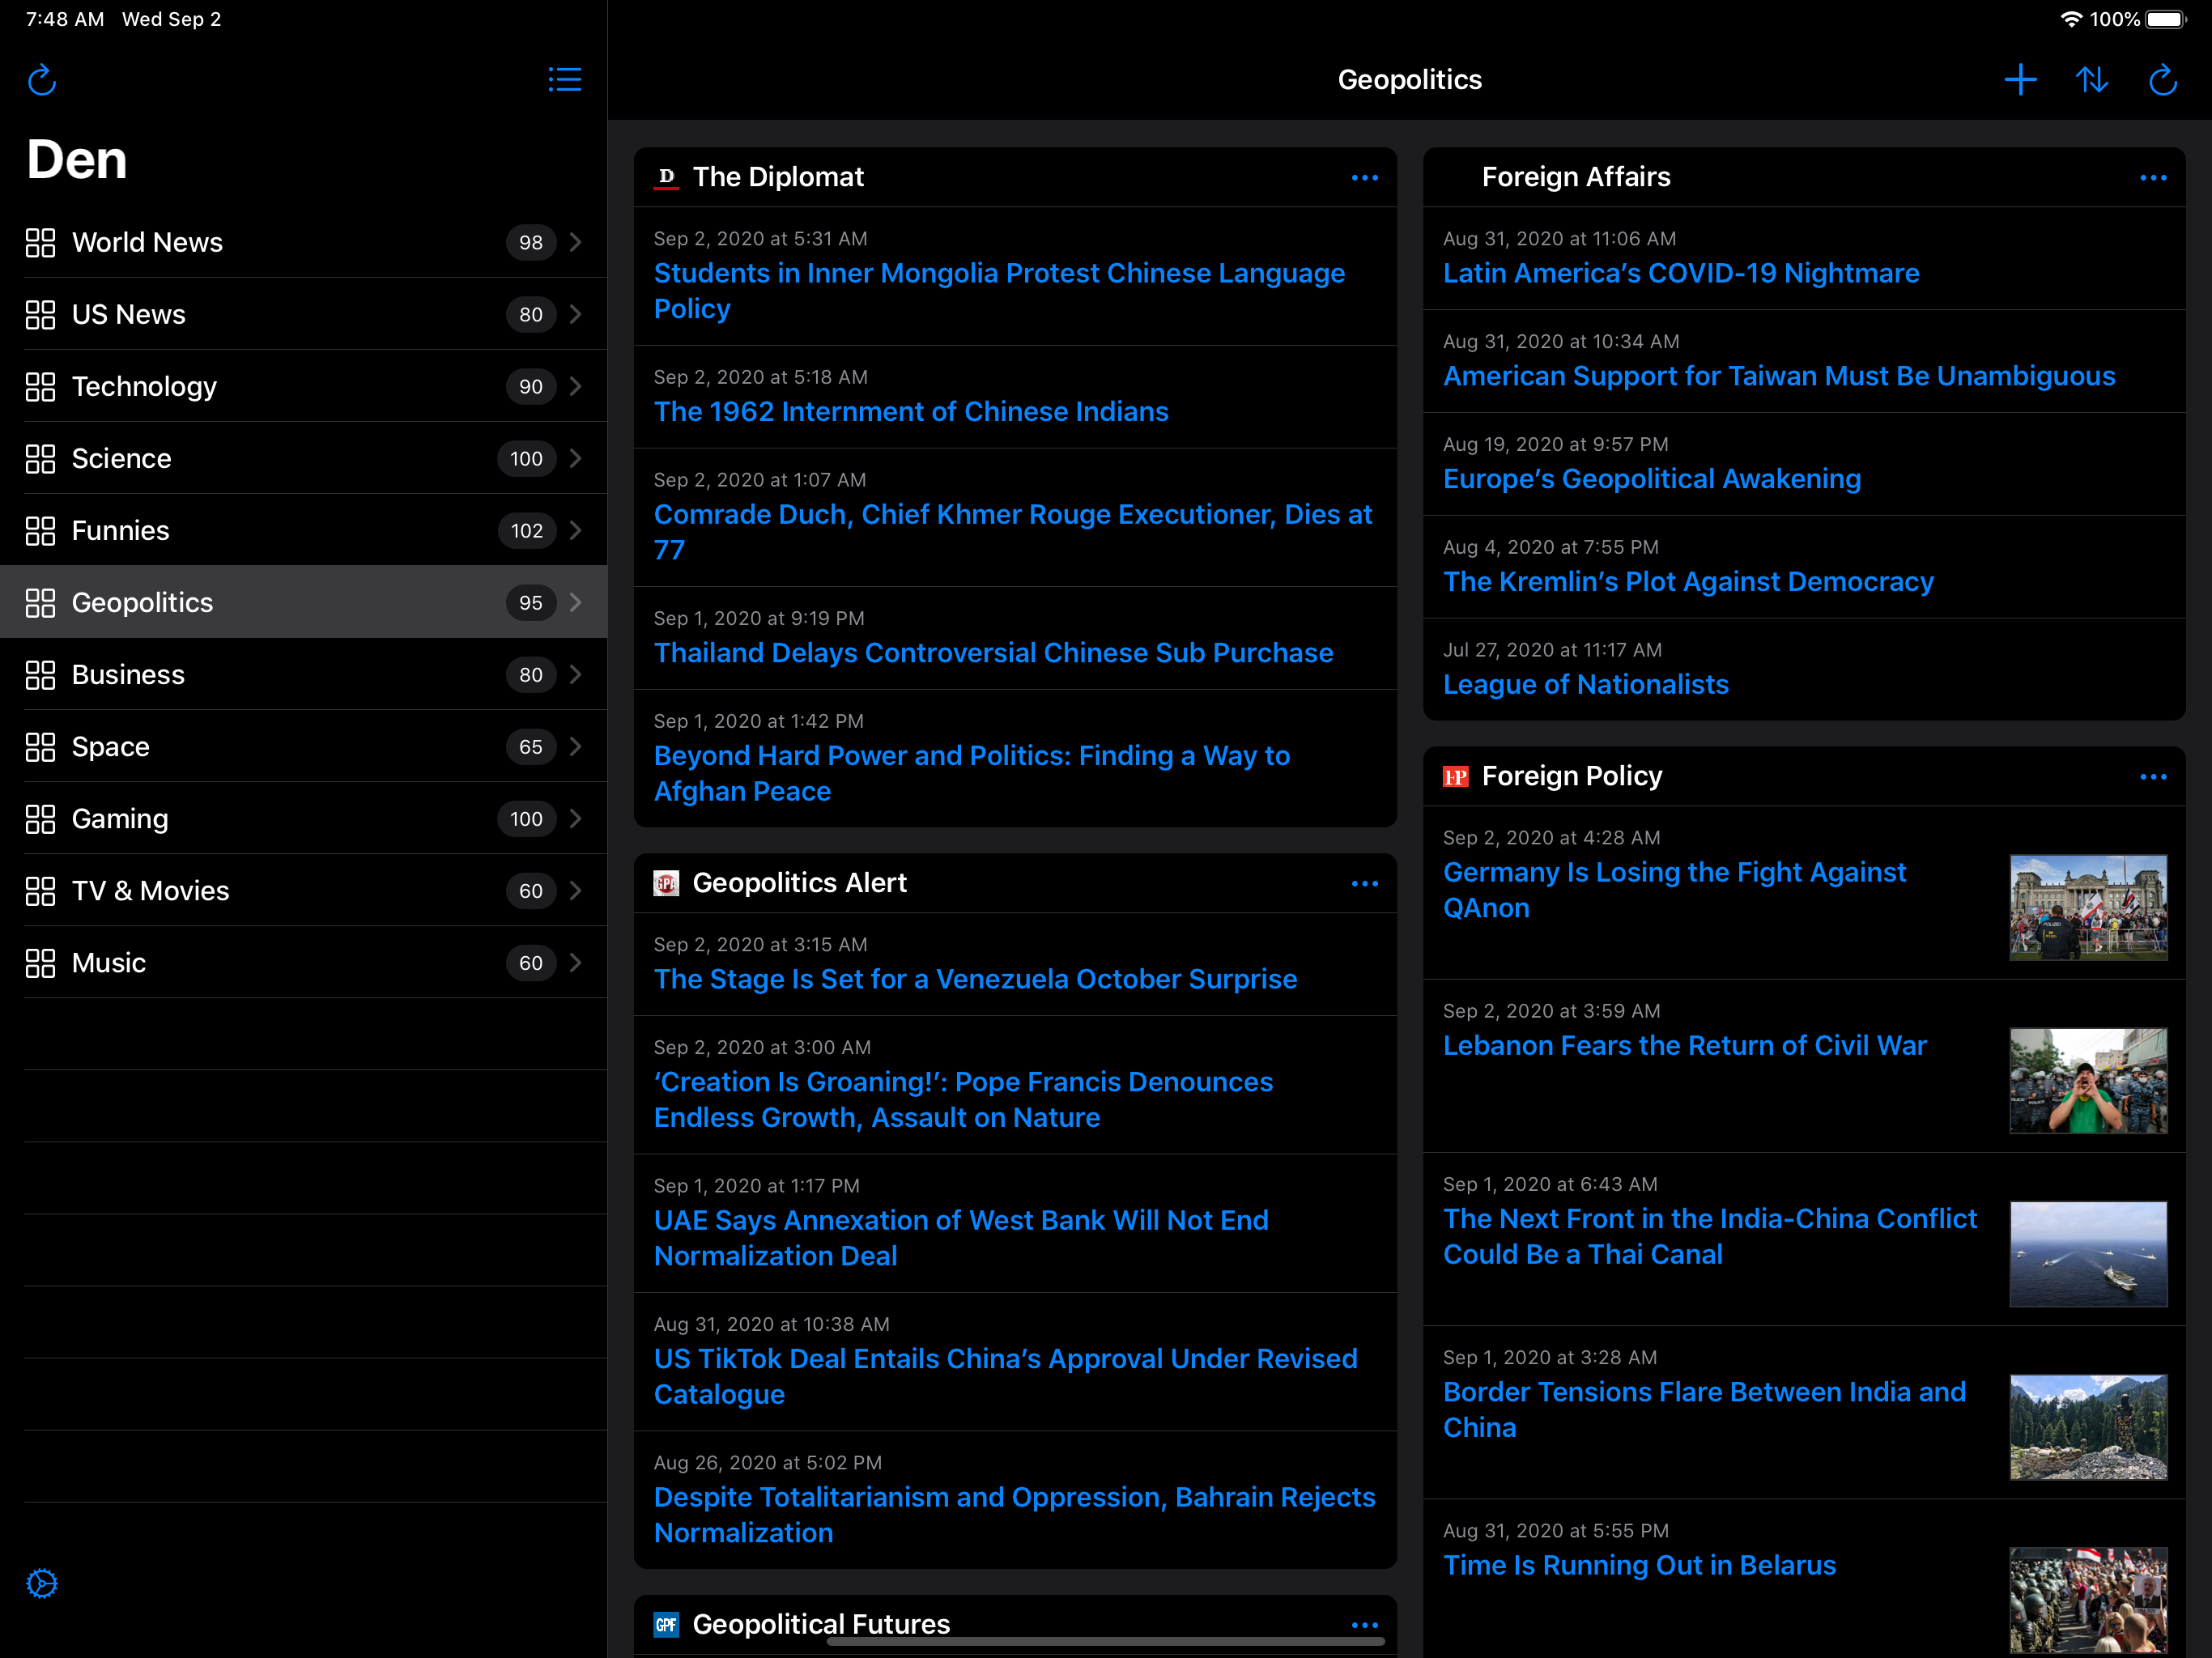 7:48 AM Wed Sep 2
100%
Den
World News 98
US News 80
Technology 90
Science 100
Funnies 102
Geopolitics 95
Business 80
Space 65
Gaming 100
TV & Movies 60
Music 60
Geopolitics
D The Diplomat
Sep 2, 2020 at 5:31 AM
Students in Inner Mongolia Protest Chinese Language
Policy
Sep 2, 2020 at 5:18 AM
The 1962 Internment of Chinese Indians
Sep 2, 2020 at 1:07 AM
Comrade Duch, Chief Khmer Rouge Executioner, Dies at
77
Sep 1, 2020 at 9:19 PM
Thailand Delays Controversial Chinese Sub Purchase
Sep 1, 2020 at 1:42 PM
Beyond Hard Power and Politics: Finding a Way to
Afghan Peace
GPA Geopolitics Alert
Sep 2, 2020 at 3:15 AM
The Stage Is Set for a Venezuela October Surprise
Sep 2, 2020 at 3:00 AM
‘Creation Is Groaning!’: Pope Francis Denounces
Endless Growth, Assault on Nature
Sep 1, 2020 at 1:17 PM
UAE Says Annexation of West Bank Will Not End
Normalization Deal
Aug 31, 2020 at 10:38 AM
US TikTok Deal Entails China’s Approval Under Revised
Catalogue
Aug 26, 2020 at 5:02 PM
Despite Totalitarianism and Oppression, Bahrain Rejects
Normalization
GPF Geopolitical Futures
Foreign Affairs
Aug 31, 2020 at 11:06 AM
Latin America’s COVID-19 Nightmare
Aug 31, 2020 at 10:34 AM
American Support for Taiwan Must Be Unambiguous
Aug 19, 2020 at 9:57 PM
Europe’s Geopolitical Awakening
Aug 4, 2020 at 7:55 PM
The Kremlin’s Plot Against Democracy
Jul 27, 2020 at 11:17 AM
League of Nationalists
FP Foreign Policy
Sep 2, 2020 at 4:28 AM
Germany Is Losing the Fight Against
QAnon
POLIZEI
Sep 2, 2020 at 3:59 AM
Lebanon Fears the Return of Civil War
POLICE
Sep 1, 2020 at 6:43 AM
The Next Front in the India-China Conflict
Could Be a Thai Canal
Sep 1, 2020 at 3:28 AM
Border Tensions Flare Between India and
China
Aug 31, 2020 at 5:55 PM
Time Is Running Out in Belarus